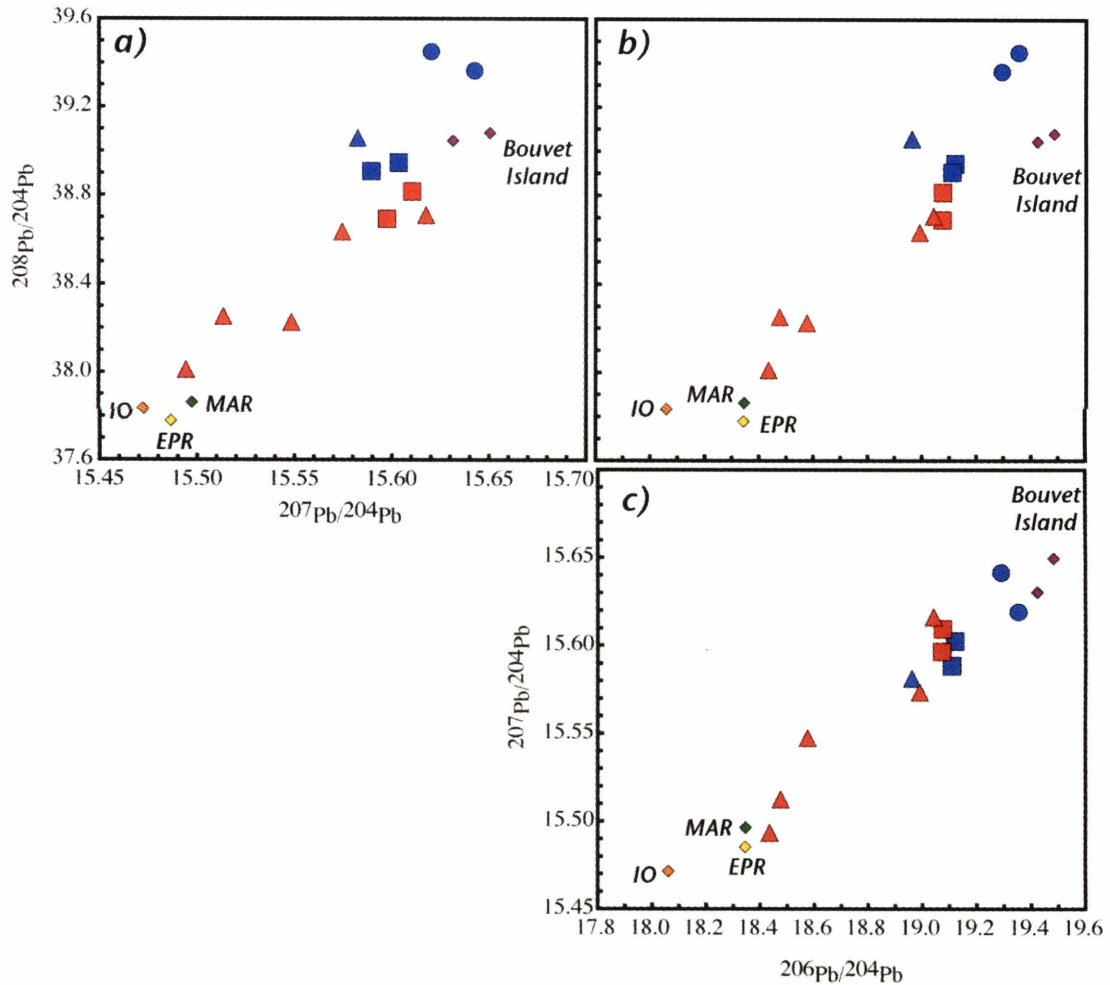 39.6
a)
b)
39.2
Bouvet
Island
Bouvet
Island
38.8
208Pb/204Pb
38.4
38.0
IO
MAR
EPR
IO
MAR
EPR
37.6
15.45
15.50
15.55
15.60
15.65
15.70
207Pb/204Pb
15.70
c)
Bouvet
Island
15.65
207Pb/204Pb
15.60
15.55
15.50
MAR
EPR
IO
15.45
17.8
18.0
18.2
18.4
18.6
18.8
19.0
19.2
19.4
19.6
206Pb/204Pb